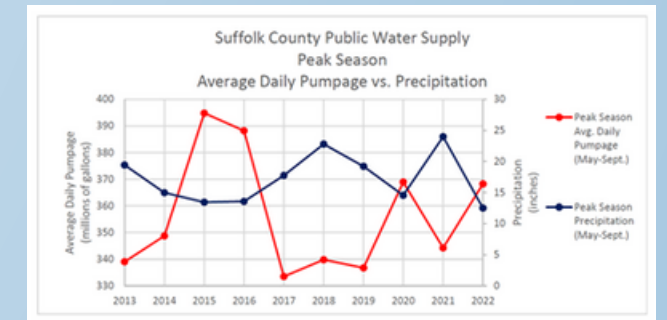 Suffolk County Public Water Supply
Peak Season
Average Daily Pumpage vs. Precipitation
Average Daily Pumpage
(millions of gallons)
400
390
380
370
360
350
340
330
2013 2014 2015 2016 2017 2018 2019 2020 2021 2022
30
25
20
15
10
5
0
Precipitation
(inches)
Peak Season
Avg. Daily
Pumpage
(May-Sept.)
Peak Season
Precipitation
(May-Sept.)